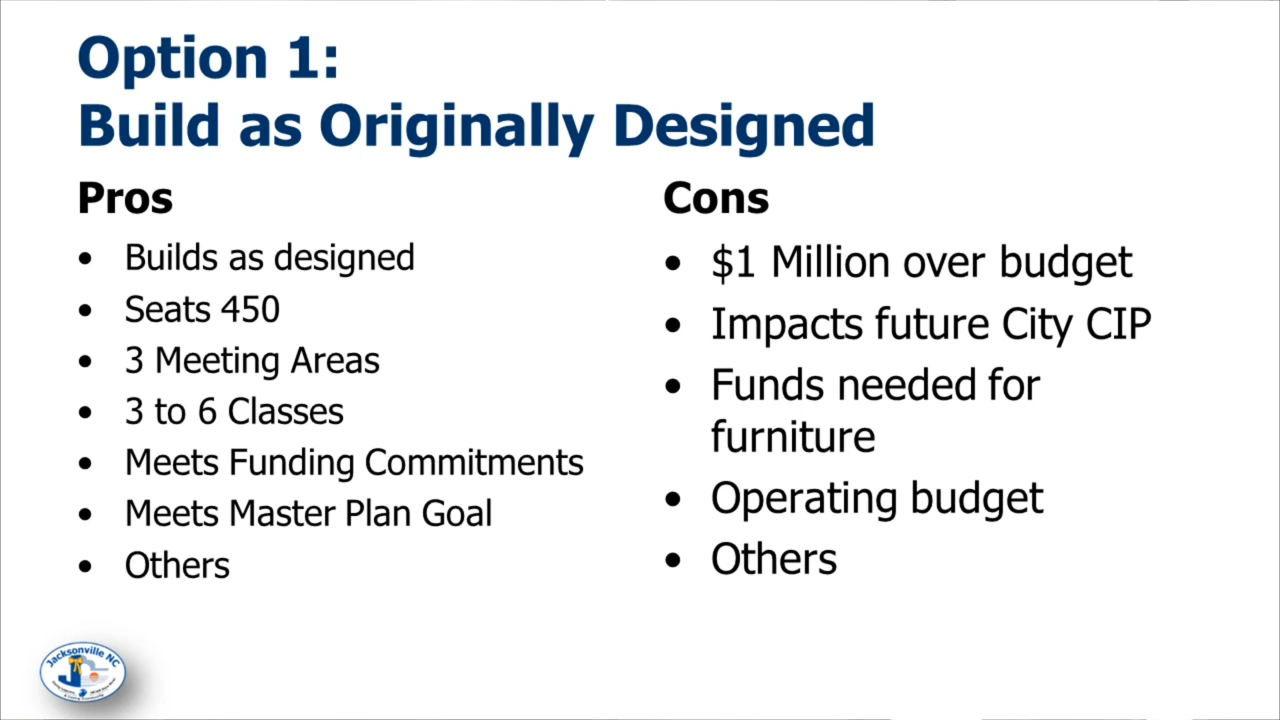 Option 1:
Build as Originally Designed
Pros
• Builds as designed
• Seats 450
• 3 Meeting Areas
• 3 to 6 Classes
• Meets Funding Commitments
• Meets Master Plan Goal
• Others
Cons
• $1 Million over budget
• Impacts future City CIP
• Funds needed for
furniture
• Operating budget
• Others
Jacksonville NC